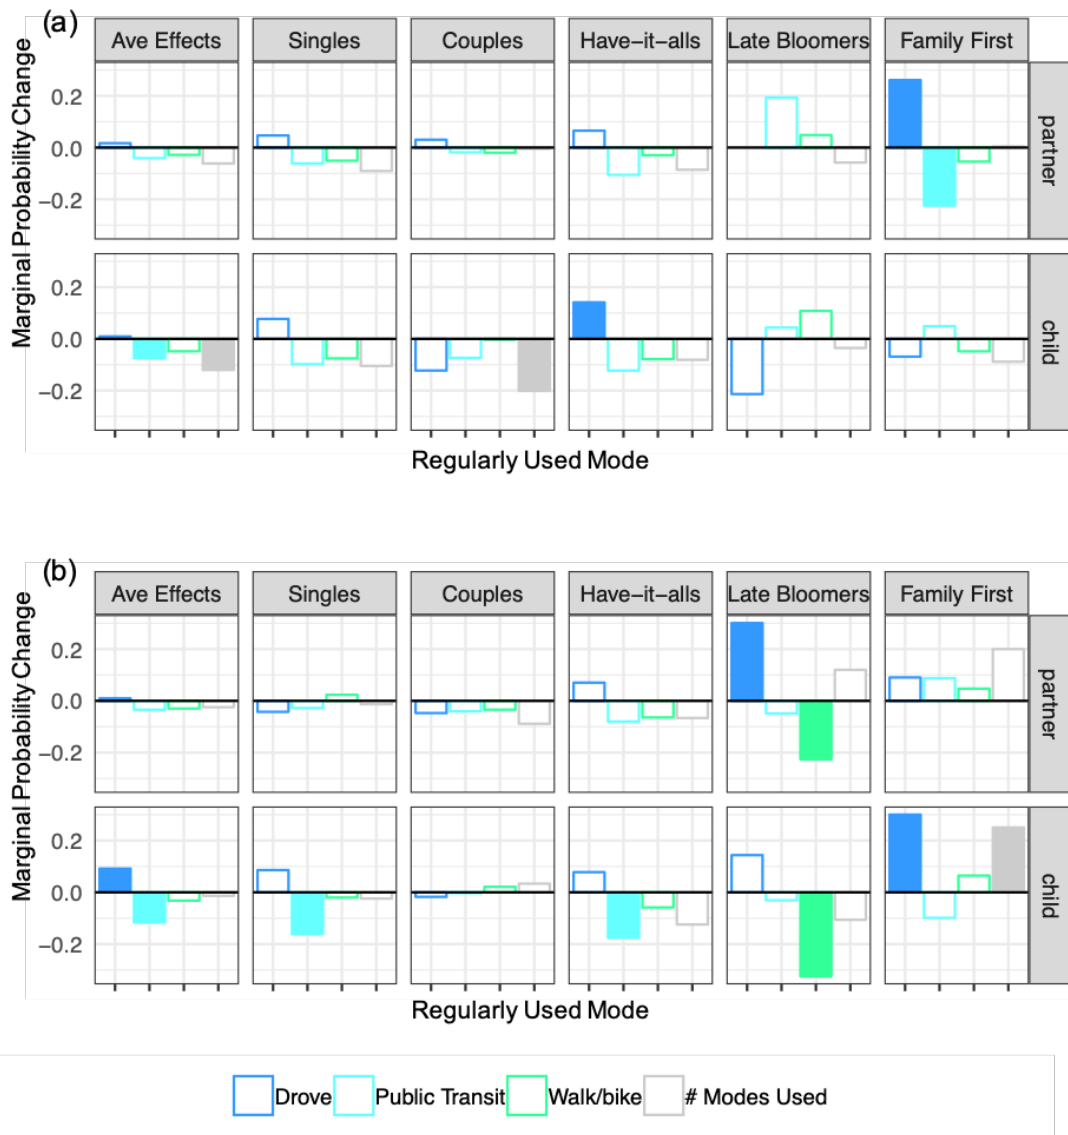 (a)
Ave Effects Singles Couples Have−it−alls Late Bloomers Family First
Marginal Probability Change
0.2
0.0
−0.2
partner
0.2
0.0
−0.2
child
Regularly Used Mode
(b)
Ave Effects Singles Couples Have−it−alls Late Bloomers Family First
Marginal Probability Change
0.2
0.0
−0.2
partner
0.2
0.0
−0.2
child
Regularly Used Mode
Drove Public Transit Walk/bike # Modes Used